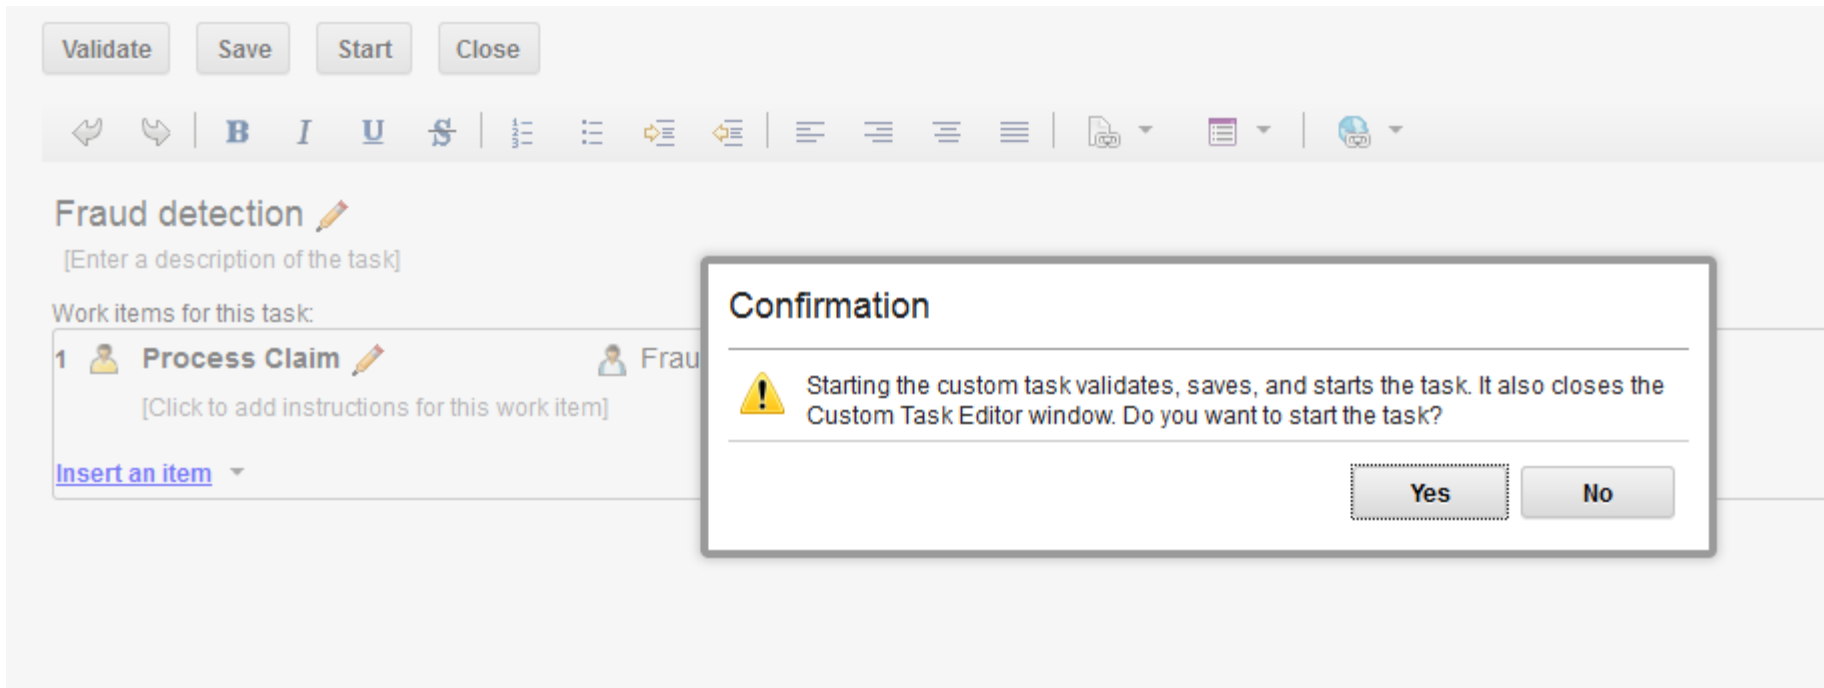 Validate Save Start Close
B I U S
Fraud detection
[Enter a description of the task]
Work items for this task:
1 Process Claim
[Click to add instructions for this work item]
Insert an item
Confirmation
Starting the custom task validates, saves, and starts the task. It also closes the
Custom Task Editor window. Do you want to start the task?
Yes No